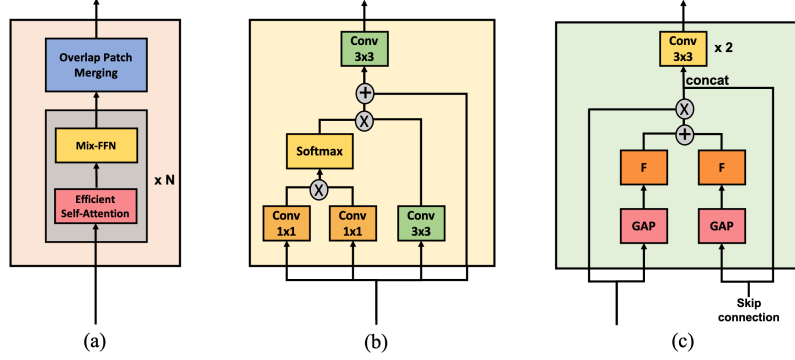 Overlap Patch
Merging
Mix-FFN
x N
Efficient
Self-Attention
(a)
Conv
3x3
+
X
Softmax
X
Conv
1x1
Conv
1x1
Conv
3x3
(b)
Conv
3x3
x 2
concat
X
+
F
F
GAP
GAP
Skip
connection
(c)